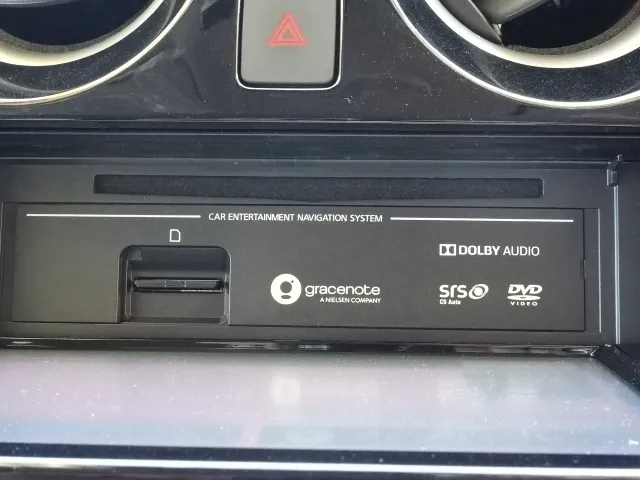 CAR ENTERTAINMENT NAVIGATION SYSTEM
DOLBY AUDIO
gracenote
A NIELSEN COMPANY
SRS
CS Auto
DVD
VIDEO